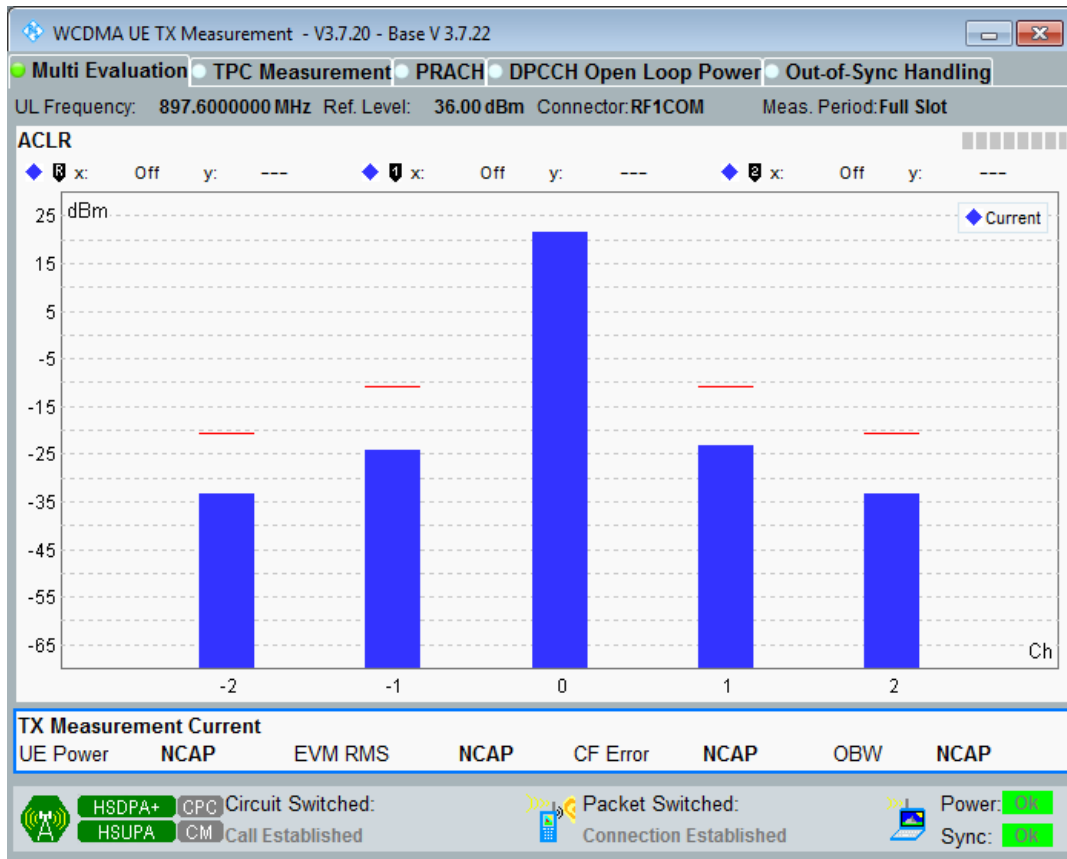 WCDMA UE TX Measurement - V3.7.20 - Base V 3.7.22
Multi Evaluation TPC Measurement PRACH DPCCH Open Loop Power Out-of-Sync Handling
UL Frequency: 897.6000000 MHz Ref. Level: 36.00 dBm Connector: RF1COM Meas. Period: Full Slot
ACLR
R x: Off y: --- 1 x: Off y: --- 2 x: Off y: ---
dBm
Current
25
15
5
-5
-15
-25
-35
-45
-55
-65
Ch
-2 -1 0 1 2
TX Measurement Current
UE Power NCAP EVM RMS NCAP CF Error NCAP OBW NCAP
HSDPA+ CPC Circuit Switched: Packet Switched: Power: Ok
HSUPA CM Call Established Connection Established Sync: Ok